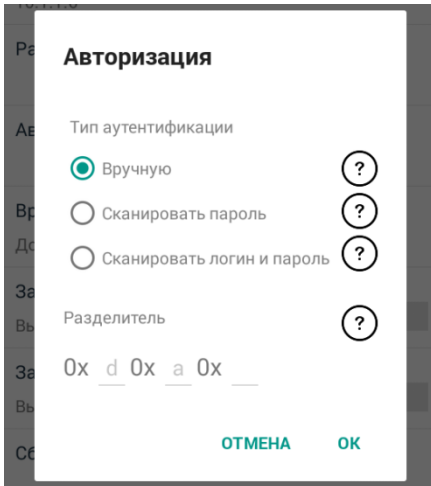 Авторизация
Тип аутентификации
Вручную ?
Сканировать пароль ?
Сканировать логин и пароль ?
Разделитель ?
0x d 0x a 0x
ОТМЕНА ОК